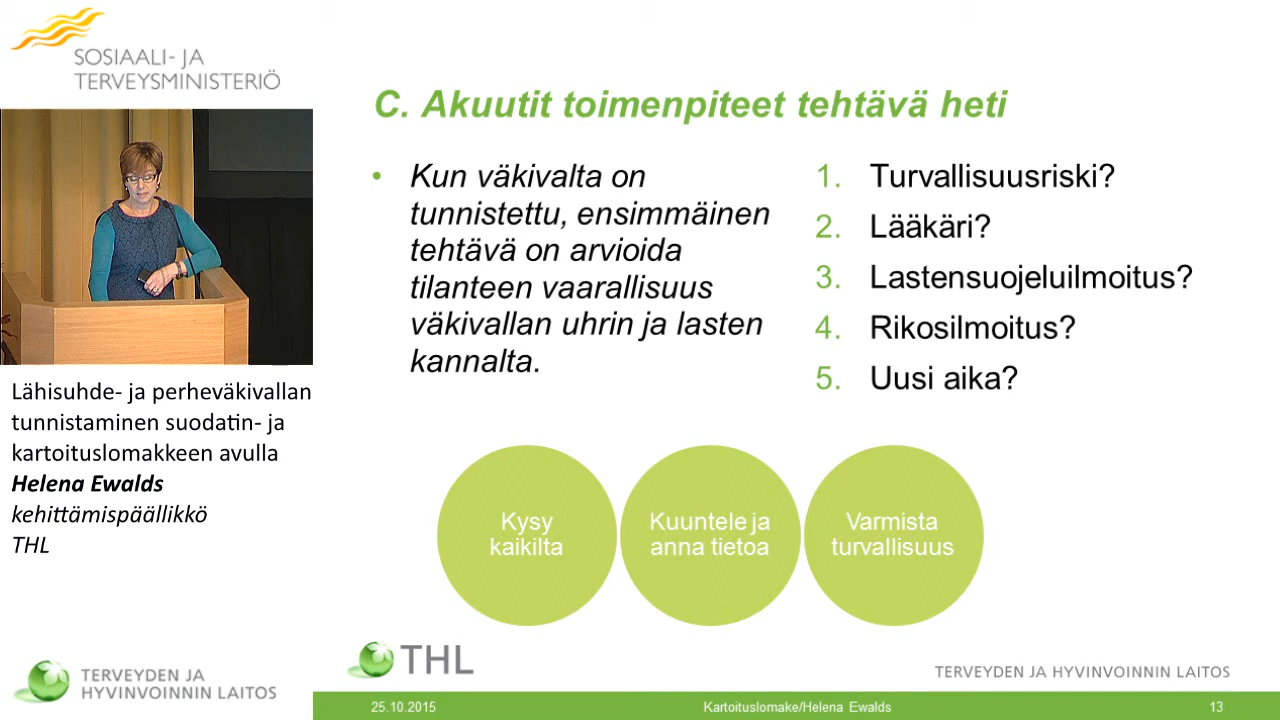 SOSIAALI- JA
TERVEYSMINISTERIÖ
Lähisuhde- ja perheväkivallan
tunnistaminen suodatin- ja
kartoituslomakkeen avulla
Helena Ewalds
kehittämispäällikkö
THL
TERVEYDEN JA
HYVINVOINNIN LAITOS
C. Akuutit toimenpiteet tehtävä heti
• Kun väkivalta on
tunnistettu, ensimmäinen
tehtävä on arvioida
tilanteen vaarallisuus
väkivallan uhrin ja lasten
kannalta.
1. Turvallisuusriski?
2. Lääkäri?
3. Lastensuojeluilmoitus?
4. Rikosilmoitus?
5. Uusi aika?
Kysy
kaikilta
Kuuntele ja
anna tietoa
Varmista
turvallisuus
THL
TERVEYDEN JA HYVINVOINNIN LAITOS
25.10.2015
Kartoituslomake/Helena Ewalds
13